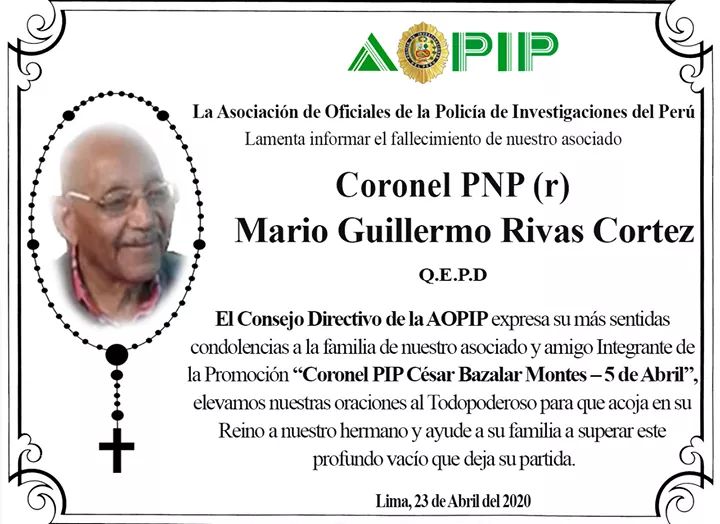 AOPIP
La Asociación de Oficiales de la Policía de Investigaciones del Perú
Lamenta informar el fallecimiento de nuestro asociado
Coronel PNP (r)
Mario Guillermo Rivas Cortez
Q.E.P.D
El Consejo Directivo de la AOPIP expresa su más sentidas
condolencias a la familia de nuestro asociado y amigo Integrante de
la Promoción “Coronel PIP César Bazalar Montes – 5 de Abril”,
elevamos nuestras oraciones al Todopoderoso para que acoja en su
Reino a nuestro hermano y ayude a su familia a superar este
profundo vacío que deja su partida.
Lima, 23 de Abril del 2020